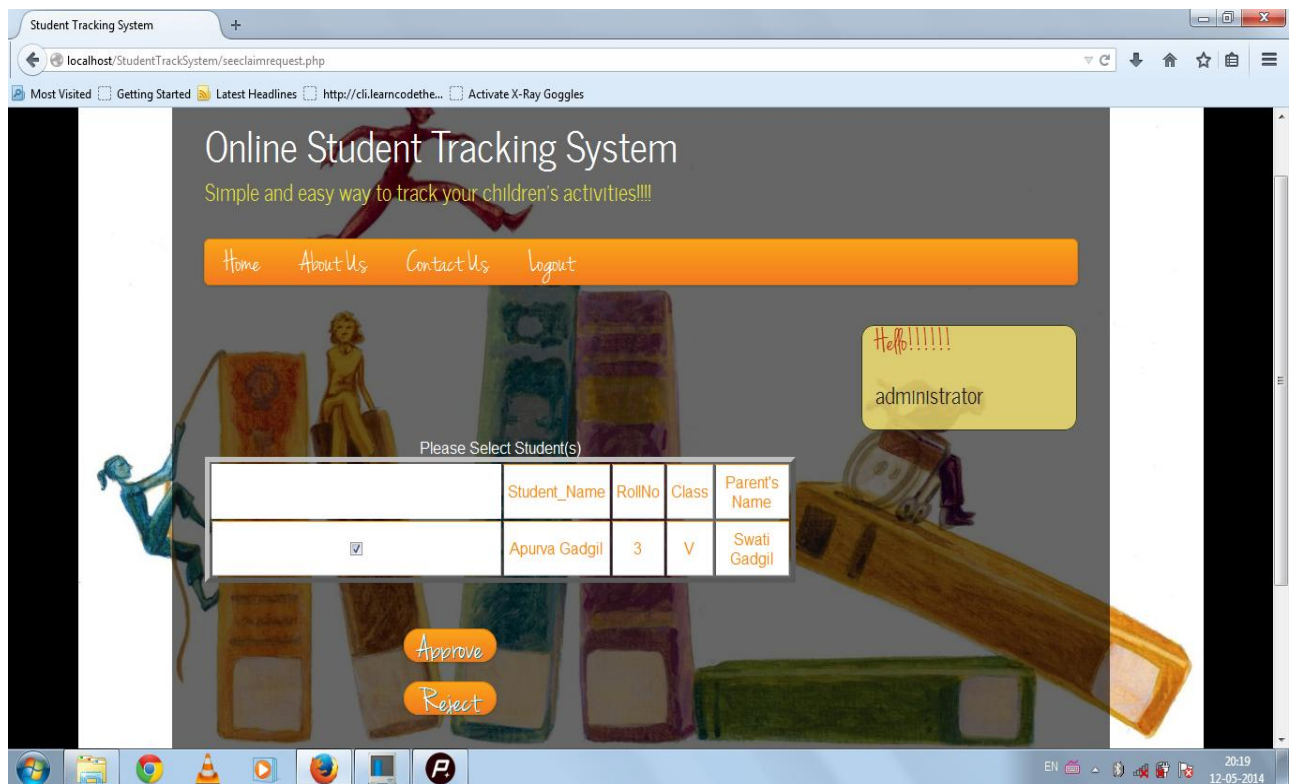 Student Tracking System
localhost/StudentTrackSystem/seeclaimrequest.php
Most Visited Getting Started Latest Headlines http://cli.learncodethe... Activate X-Ray Goggles
Online Student Tracking System
Simple and easy way to track your children's activities!!!!
Home About Us Contact Us Logout
Hello!!!!!!
administrator
Please Select Student(s)
Student_Name RollNo Class Parent's
Name
Apurva Gadgil 3 V Swati
Gadgil
Approve
Reject
EN 20:19
12-05-2014